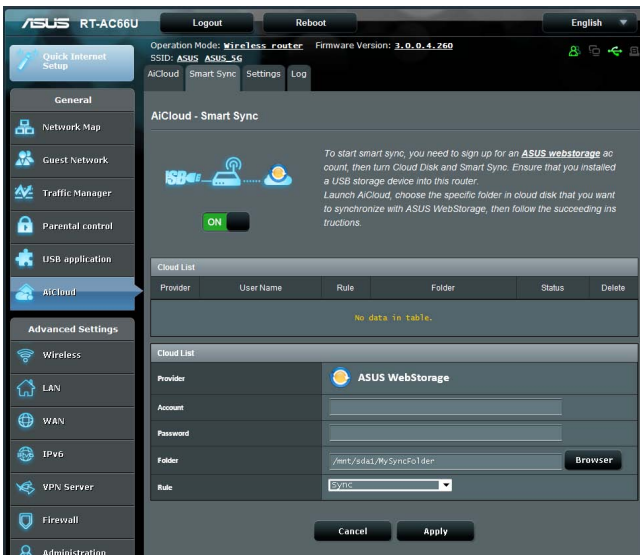 ASUS RT-AC66U
Logout
Reboot
English
Quick Internet
Setup
Operation Mode: Wireless router Firmware Version: 3.0.0.4.260
SSID: ASUS ASUS_5G
AiCloud Smart Sync Settings Log
General
Network Map
Guest Network
Traffic Manager
Parental control
USB application
AiCloud
Advanced Settings
Wireless
LAN
WAN
IPv6
VPN Server
Firewall
Administration
AiCloud - Smart Sync
To start smart sync, you need to sign up for an ASUS webstorage ac
count, then turn Cloud Disk and Smart Sync. Ensure that you installed
a USB storage device into this router.
Launch AiCloud, choose the specific folder in cloud disk that you want
to synchronize with ASUS WebStorage, then follow the succeeding ins
tructions.
ON
Cloud List
Provider User Name Rule Folder Status Delete
No data in table.
Cloud List
Provider ASUS WebStorage
Account
Password
Folder /mnt/sda1/MySyncFolder Browser
Rule Sync
Cancel Apply